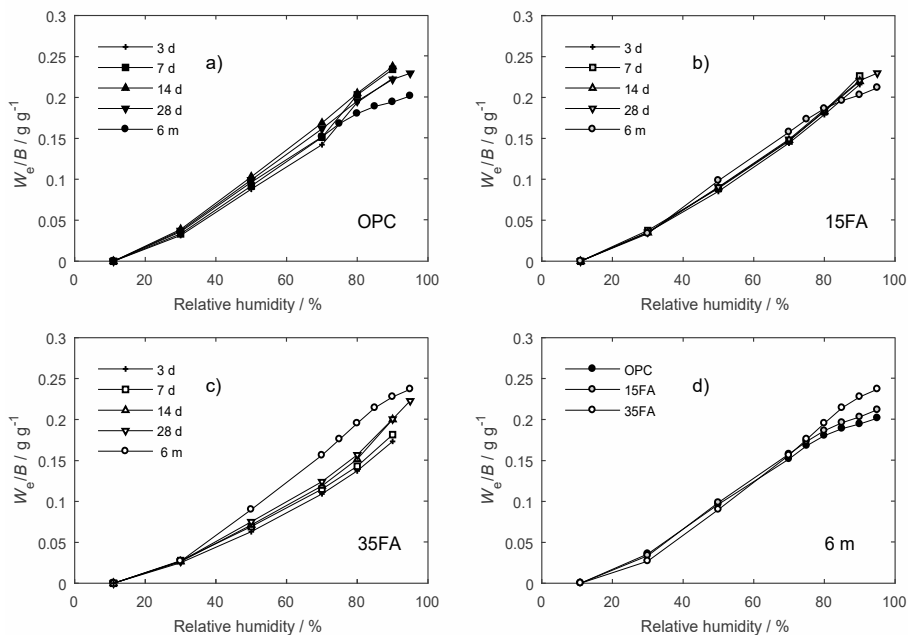 0.3
0.25
0.2
0.15
0.1
0.05
0
W_e/B / g g⁻¹
3 d
7 d
14 d
28 d
6 m
a)
OPC
0 20 40 60 80 100
Relative humidity / %
0.3
0.25
0.2
0.15
0.1
0.05
0
W_e/B / g g⁻¹
3 d
7 d
14 d
28 d
6 m
b)
15FA
0 20 40 60 80 100
Relative humidity / %
0.3
0.25
0.2
0.15
0.1
0.05
0
W_e/B / g g⁻¹
3 d
7 d
14 d
28 d
6 m
c)
35FA
0 20 40 60 80 100
Relative humidity / %
0.3
0.25
0.2
0.15
0.1
0.05
0
W_e/B / g g⁻¹
OPC
15FA
35FA
d)
6 m
0 20 40 60 80 100
Relative humidity / %